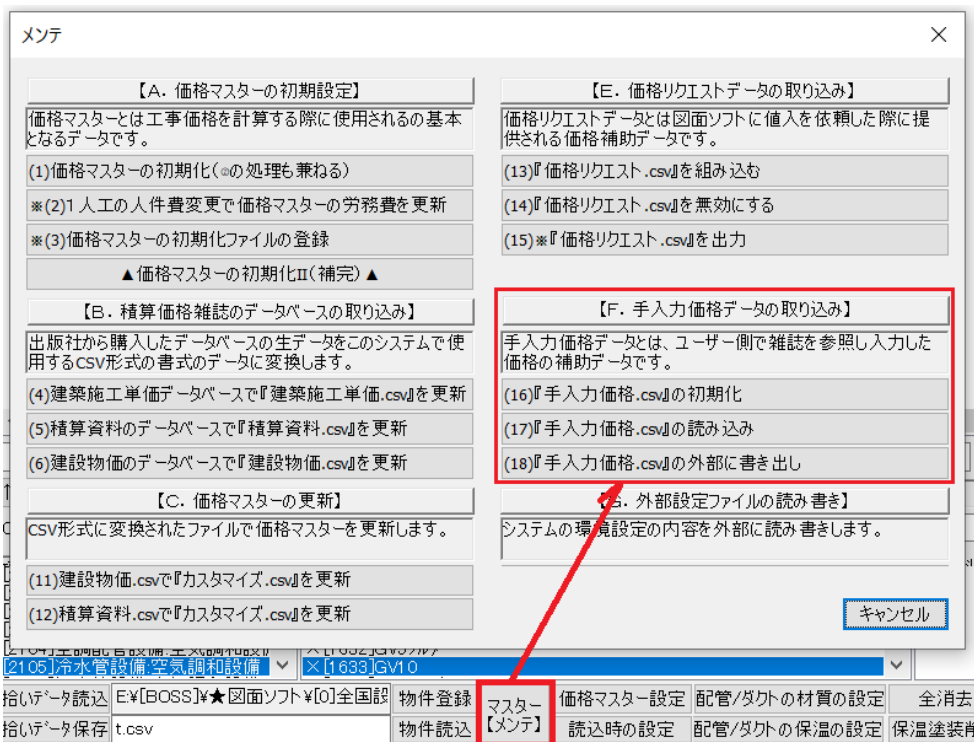 メンテ
【A. 価格マスターの初期設定】
価格マスターとは工事価格を計算する際に使用されるの基本
となるデータです。
(1)価格マスターの初期化(②の処理も兼ねる)
※(2)1人工の人件費変更で価格マスターの労務費を更新
※(3)価格マスターの初期化ファイルの登録
▲価格マスターの初期化Ⅱ(補完)▲
【B. 積算価格雑誌のデータベースの取り込み】
出版社から購入したデータベースの生データをこのシステムで使
用するCSV形式の書式のデータに変換します。
(4)建築施工単価データベースで『建築施工単価.csv』を更新
(5)積算資料のデータベースで『積算資料.csv』を更新
(6)建設物価のデータベースで『建設物価.csv』を更新
【C. 価格マスターの更新】
CSV形式に変換されたファイルで価格マスターを更新します。
(11)建設物価.csvで『カスタマイズ.csv』を更新
(12)積算資料.csvで『カスタマイズ.csv』を更新
【E. 価格リクエストデータの取り込み】
価格リクエストデータとは図面ソフトに値入を依頼した際に提
供される価格補助データです。
(13)『価格リクエスト.csv』を組み込む
(14)『価格リクエスト.csv』を無効にする
(15)※『価格リクエスト.csv』を出力
【F. 手入力価格データの取り込み】
手入力価格データとは、ユーザー側で雑誌を参照し入力した
価格の補助データです。
(16)『手入力価格.csv』の初期化
(17)『手入力価格.csv』の読み込み
(18)『手入力価格.csv』の外部に書き出し
. 外部設定ファイルの読み書き】
システムの環境設定の内容を外部に読み書きします。
キャンセル
[2105]冷水管設備:空気調和設備
×[1633]GV10
拾いデータ読込
E:¥[BOSS]¥★図面ソフト¥[0]全国設
物件登録
マスター
【メンテ】
価格マスター設定
配管/ダクトの材質の設定
全消去
拾いデータ保存
t.csv
物件読込
読込時の設定
配管/ダクトの保温の設定
保温塗装